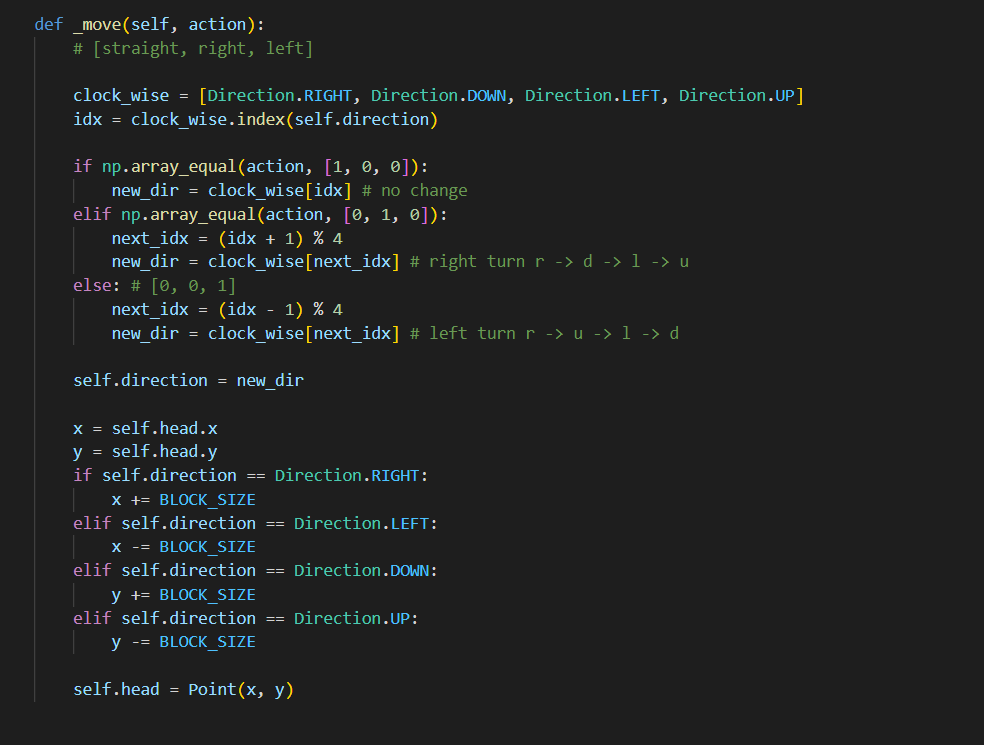 def _move(self, action):
    # [straight, right, left]

    clock_wise = [Direction.RIGHT, Direction.DOWN, Direction.LEFT, Direction.UP]
    idx = clock_wise.index(self.direction)

    if np.array_equal(action, [1, 0, 0]):
        new_dir = clock_wise[idx] # no change
    elif np.array_equal(action, [0, 1, 0]):
        next_idx = (idx + 1) % 4
        new_dir = clock_wise[next_idx] # right turn r -> d -> l -> u
    else: # [0, 0, 1]
        next_idx = (idx - 1) % 4
        new_dir = clock_wise[next_idx] # left turn r -> u -> l -> d

    self.direction = new_dir

    x = self.head.x
    y = self.head.y
    if self.direction == Direction.RIGHT:
        x += BLOCK_SIZE
    elif self.direction == Direction.LEFT:
        x -= BLOCK_SIZE
    elif self.direction == Direction.DOWN:
        y += BLOCK_SIZE
    elif self.direction == Direction.UP:
        y -= BLOCK_SIZE

    self.head = Point(x, y)